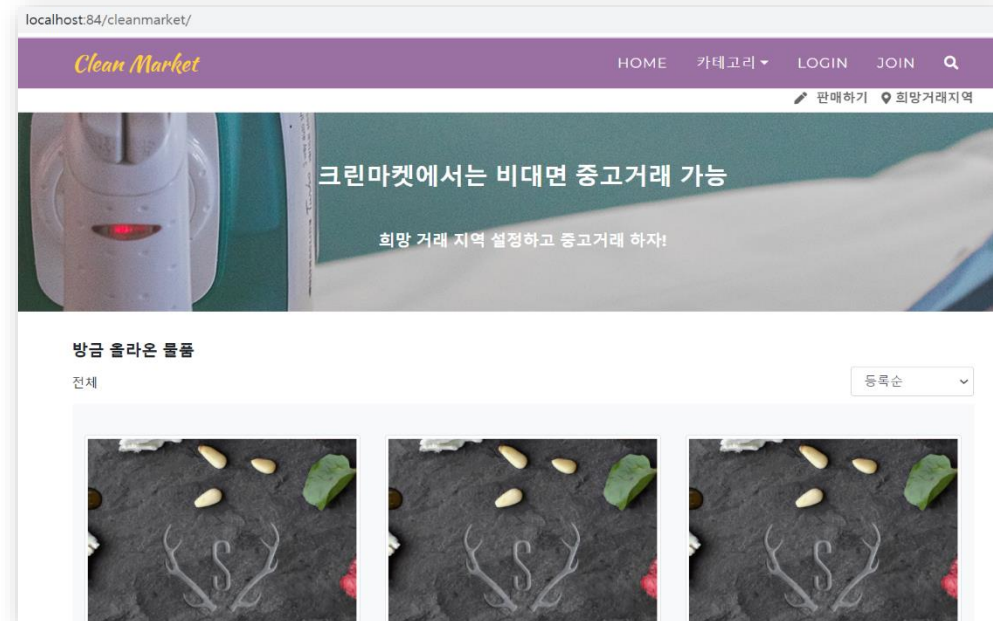 localhost:84/cleanmarket/
Clean Market
HOME 카테고리 LOGIN JOIN
판매하기 희망거래지역
크린마켓에서는 비대면 중고거래 가능
희망 거래 지역 설정하고 중고거래 하자!
방금 올라온 물품
전체
등록순
S
S
S